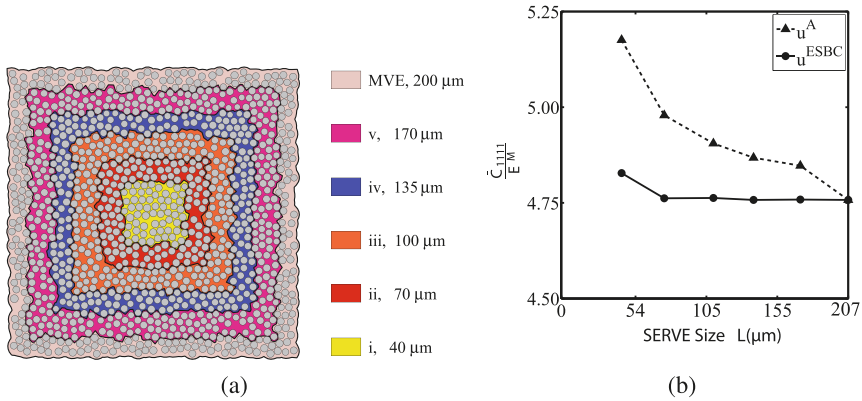 MVE, 200 μm
v, 170 μm
iv, 135 μm
iii, 100 μm
ii, 70 μm
i, 40 μm
(a)
5.25
5.00
4.75
4.50
C̄1111
E M
u^A
u^ESBC
0 54 105 155 207
SERVE Size L(μm)
(b)